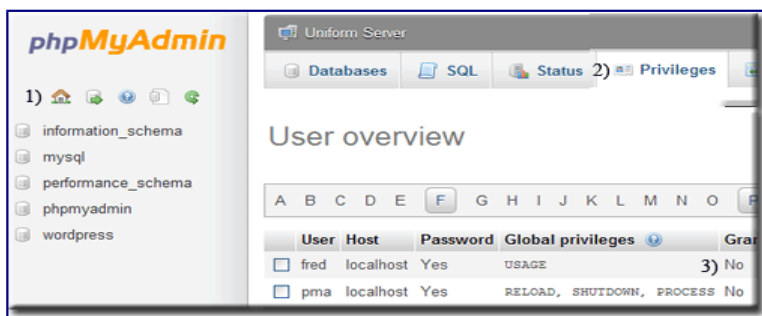 phpMyAdmin
Uniform Server
Databases SQL Status 2) Privileges
1)
information_schema
mysql
performance_schema
phpmyadmin
wordpress
User overview
A B C D E F G H I J K L M N O P
User Host Password Global privileges
fred localhost Yes USAGE 3) No
pma localhost Yes RELOAD, SHUTDOWN, PROCESS No